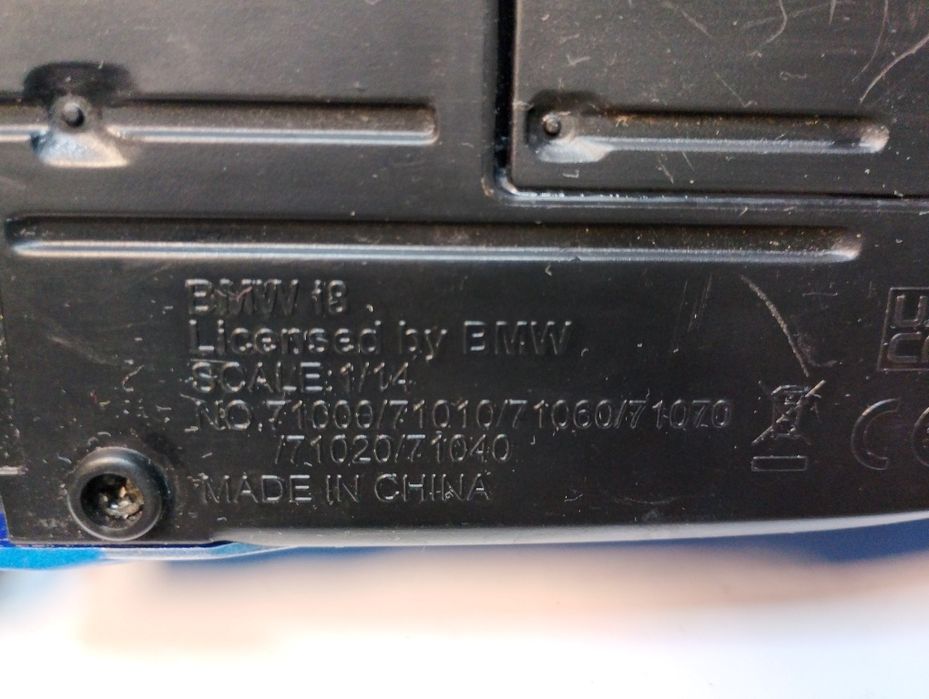 BMW i8
Licensed by BMW
SCALE:1/14
NO.71000/71010/71060/71070
/71020/71040
MADE IN CHINA